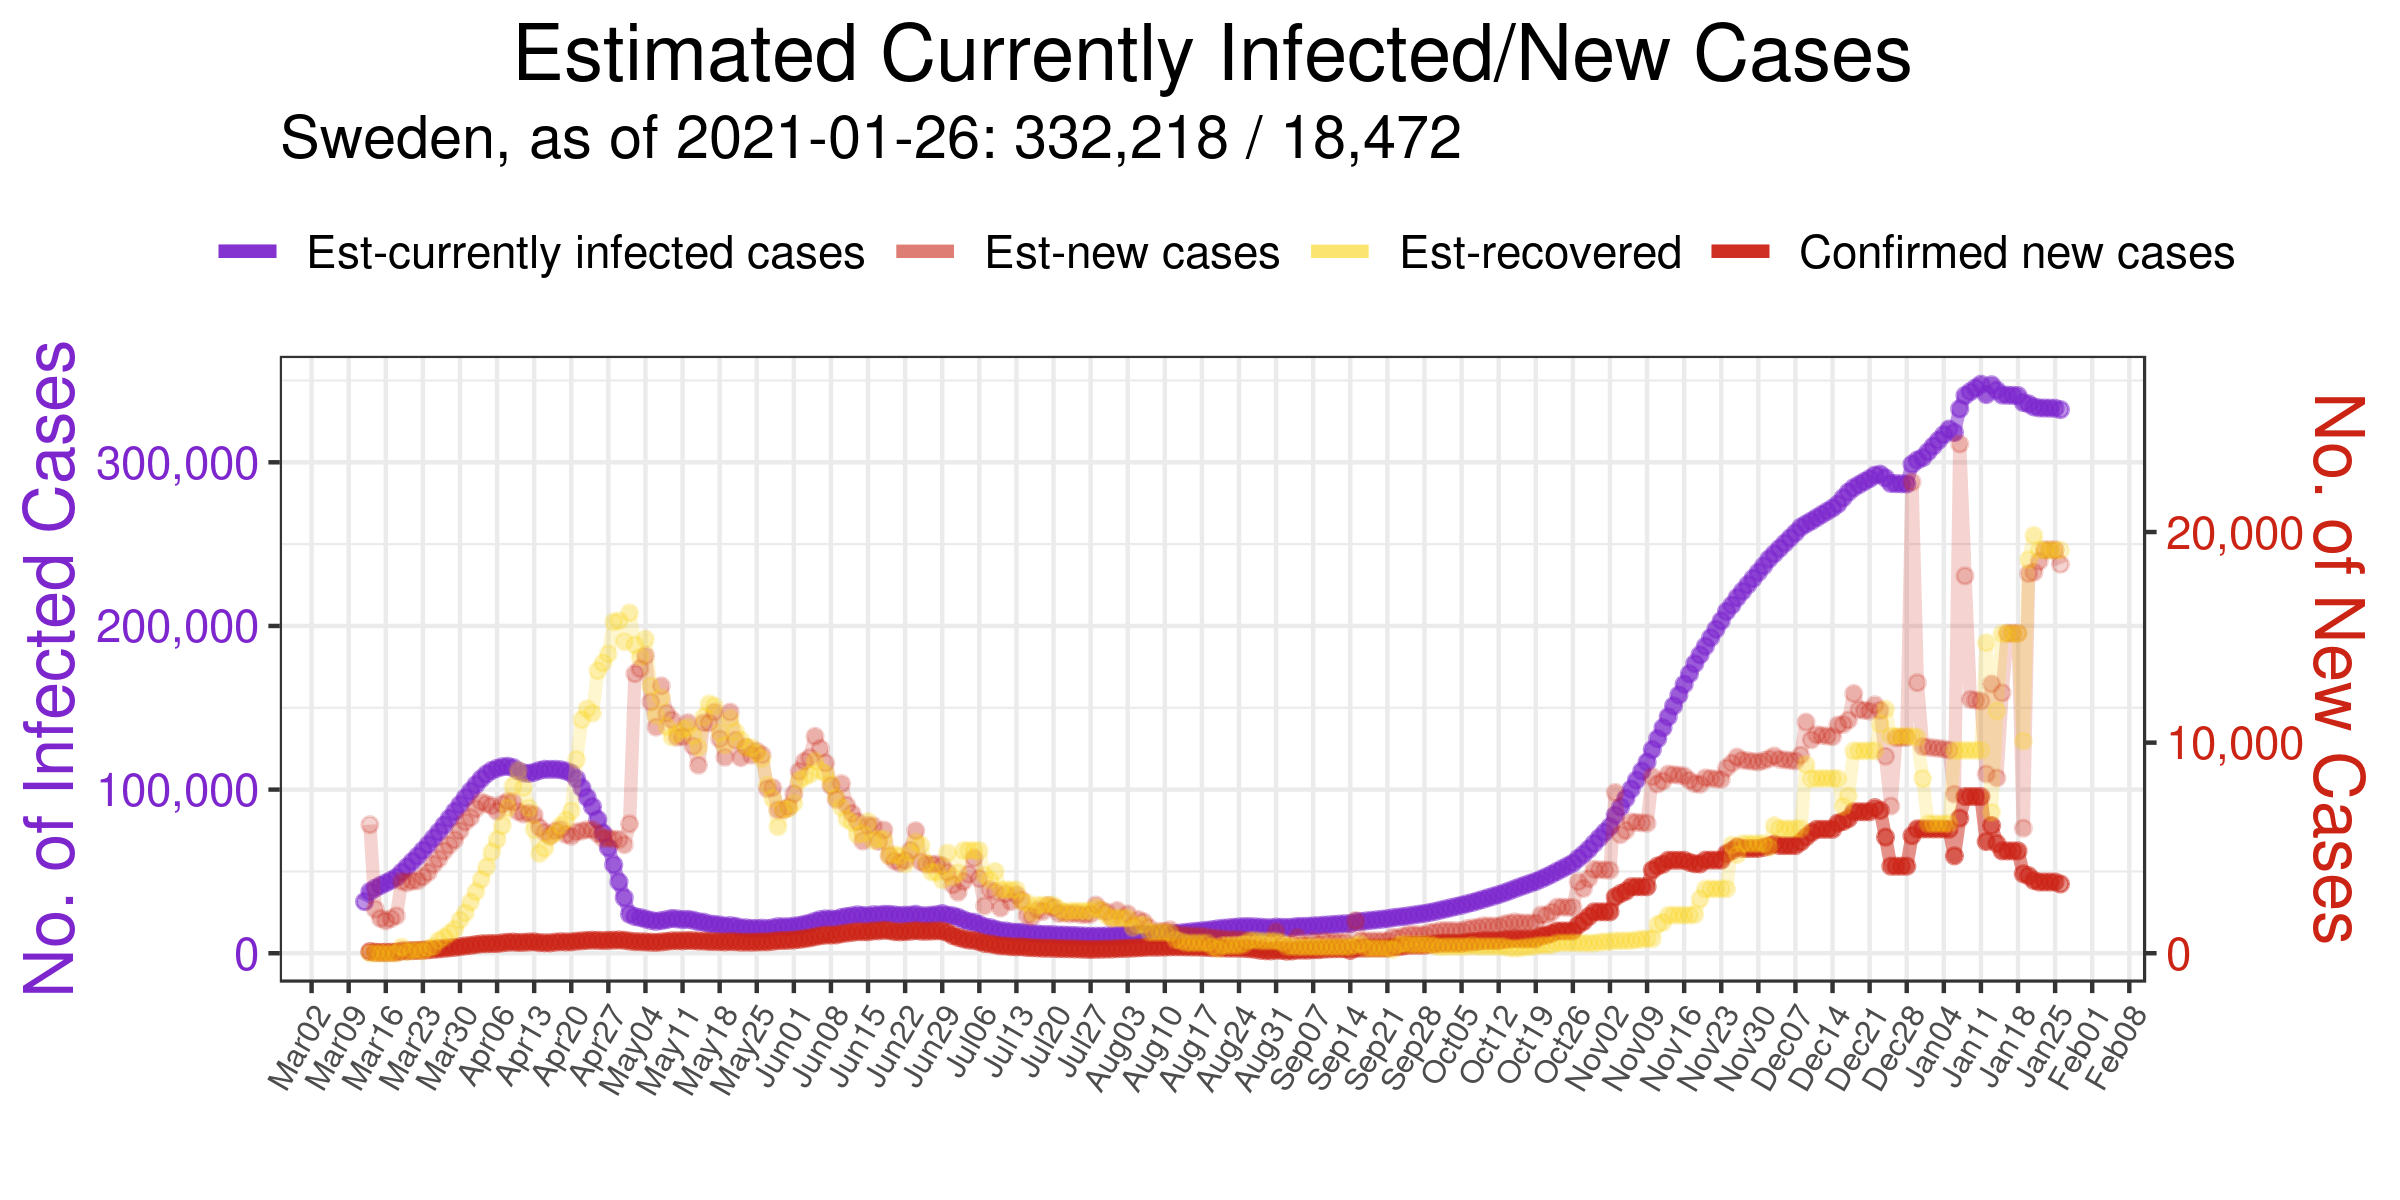 Estimated Currently Infected/New Cases
Sweden, as of 2021-01-26: 332,218 / 18,472
Est-currently infected cases
Est-new cases
Est-recovered
Confirmed new cases
No. of Infected Cases
300,000
200,000
100,000
0
20,000
10,000
0
No. of New Cases
Mar02
Mar09
Mar16
Mar23
Mar30
Apr06
Apr13
Apr20
Apr27
May04
May11
May18
May25
Jun01
Jun08
Jun15
Jun22
Jun29
Jul06
Jul13
Jul20
Jul27
Aug03
Aug10
Aug17
Aug24
Aug31
Sep07
Sep14
Sep21
Sep28
Oct05
Oct12
Oct19
Oct26
Nov02
Nov09
Nov16
Nov23
Nov30
Dec07
Dec14
Dec21
Dec28
Jan04
Jan11
Jan18
Jan25
Feb01
Feb08